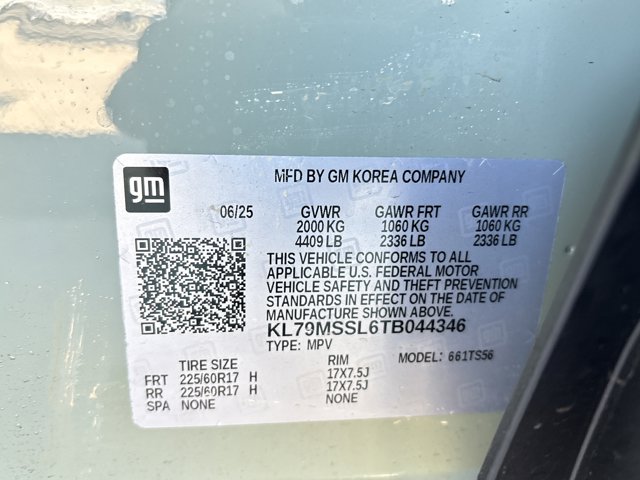 gm
MFD BY GM KOREA COMPANY
06/25 GVWR GAWR FRT GAWR RR
2000 KG 1060 KG 1060 KG
4409 LB 2336 LB 2336 LB
THIS VEHICLE CONFORMS TO ALL
APPLICABLE U.S. FEDERAL MOTOR
VEHICLE SAFETY AND THEFT PREVENTION
STANDARDS IN EFFECT ON THE DATE OF
MANUFACTURE SHOWN ABOVE.
KL79MSSL6TB044346
TYPE: MPV MODEL: 661TS56
TIRE SIZE RIM
FRT 225/60R17 H 17X7.5J
RR 225/60R17 H 17X7.5J
SPA NONE NONE